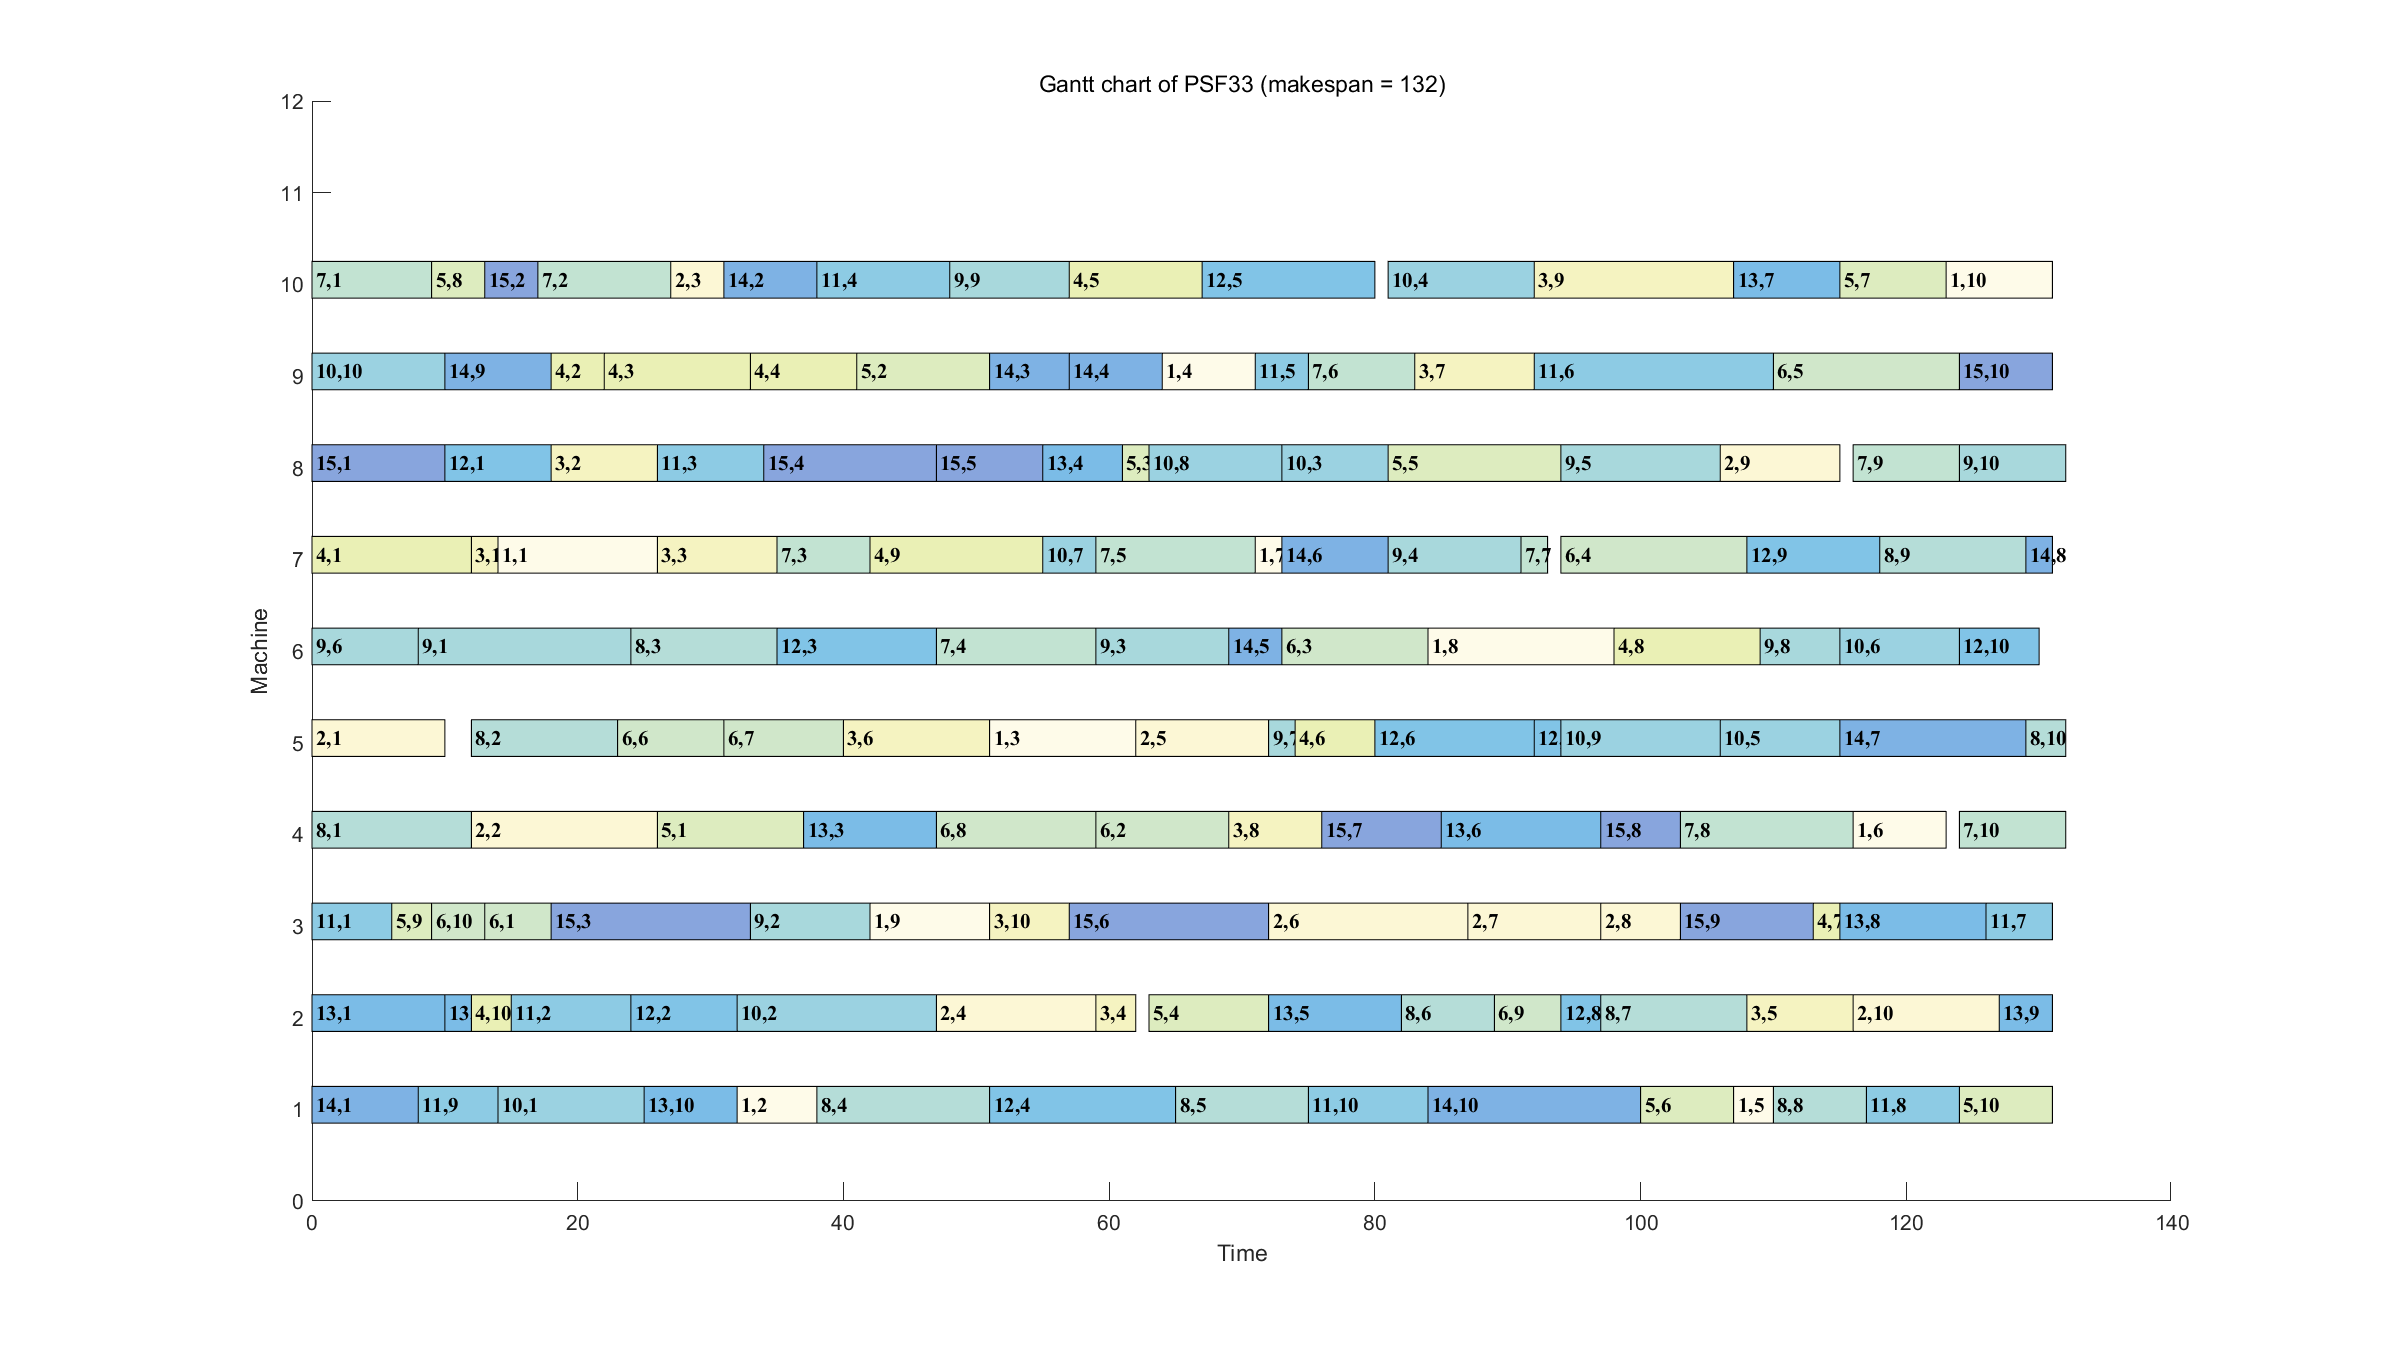 Gantt chart of PSF33 (makespan = 132)
12
11
10 7,1 5,8 15,2 7,2 2,3 14,2 11,4 9,9 4,5 12,5 10,4 3,9 13,7 5,7 1,10
9 10,10 14,9 4,2 4,3 4,4 5,2 14,3 14,4 1,4 11,5 7,6 3,7 11,6 6,5 15,10
8 15,1 12,1 3,2 11,3 15,4 15,5 13,4 5,3 10,8 10,3 5,5 9,5 2,9 7,9 9,10
7 4,1 3,1 1,1 3,3 7,3 4,9 10,7 7,5 1,7 14,6 9,4 7,7 6,4 12,9 8,9 14,8
Machine
6 9,6 9,1 8,3 12,3 7,4 9,3 14,5 6,3 1,8 4,8 9,8 10,6 12,10
5 2,1 8,2 6,6 6,7 3,6 1,3 2,5 9,7 4,6 12,6 12, 10,9 10,5 14,7 8,10
4 8,1 2,2 5,1 13,3 6,8 6,2 3,8 15,7 13,6 15,8 7,8 1,6 7,10
3 11,1 5,9 6,10 6,1 15,3 9,2 1,9 3,10 15,6 2,6 2,7 2,8 15,9 4,7 13,8 11,7
2 13,1 13 4,10 11,2 12,2 10,2 2,4 3,4 5,4 13,5 8,6 6,9 12,8 8,7 3,5 2,10 13,9
1 14,1 11,9 10,1 13,10 1,2 8,4 12,4 8,5 11,10 14,10 5,6 1,5 8,8 11,8 5,10
0
0 20 40 60 80 100 120 140
Time